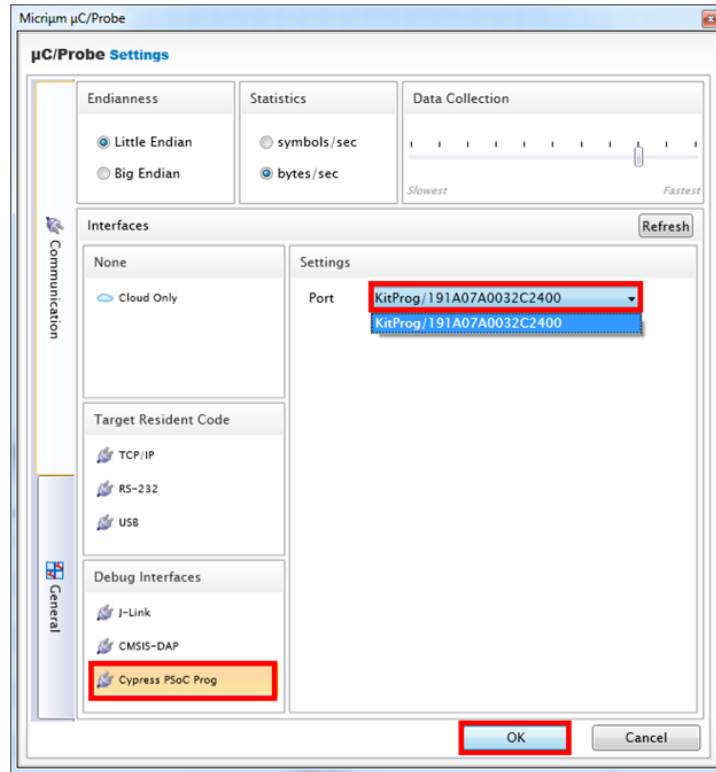 Micriµm µC/Probe
µC/Probe Settings
Endianness
Little Endian
Big Endian
Statistics
symbols/sec
bytes/sec
Data Collection
Slowest
Fastest
Communication
General
Interfaces
Refresh
None
Cloud Only
Target Resident Code
TCP/IP
RS-232
USB
Debug Interfaces
J-Link
CMSIS-DAP
Cypress PSoC Prog
Settings
Port KitProg/191A07A0032C2400
KitProg/191A07A0032C2400
OK
Cancel